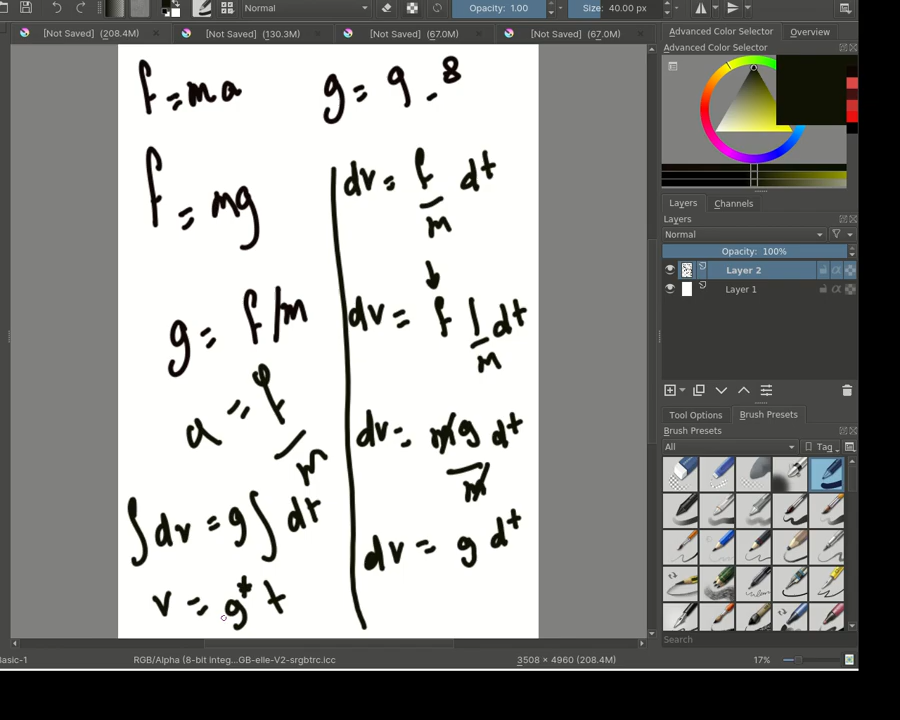 Normal
Opacity: 1.00
Size: 40.00 px
[Not Saved] (208.4M) ×
[Not Saved] (130.3M) ×
[Not Saved] (67.0M) ×
[Not Saved] (67.0M) ×
f = ma
g = 9.8
f = mg
g = f/m
a = f/m
∫ dv = g ∫ dt
v = g * t
dv = f/m dt
↓
dv = f 1/m dt
dv = mg/m dt
dv = g dt
Advanced Color Selector
Overview
Advanced Color Selector
Layers
Channels
Layers
Normal
Opacity: 100%
Layer 2
Layer 1
Tool Options
Brush Presets
Brush Presets
All
Tag
Search
asic-1
RGB/Alpha (8-bit integ...GB-elle-V2-srgbtrc.icc
3508 x 4960 (208.4M)
17%